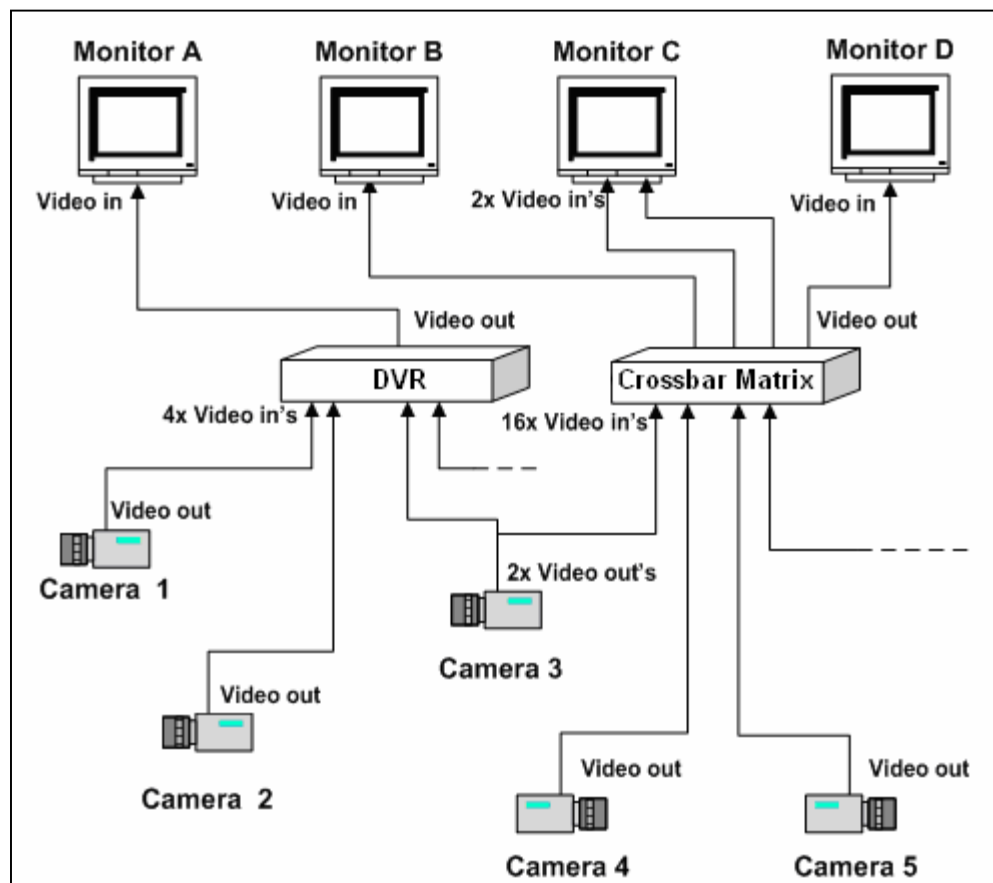 Monitor A
Monitor B
Monitor C
Monitor D
Video in
Video in
2x Video in's
Video in
Video out
Video out
DVR
Crossbar Matrix
4x Video in's
16x Video in's
Video out
Camera 1
2x Video out's
Camera 3
Video out
Camera 2
Video out
Video out
Camera 4
Camera 5